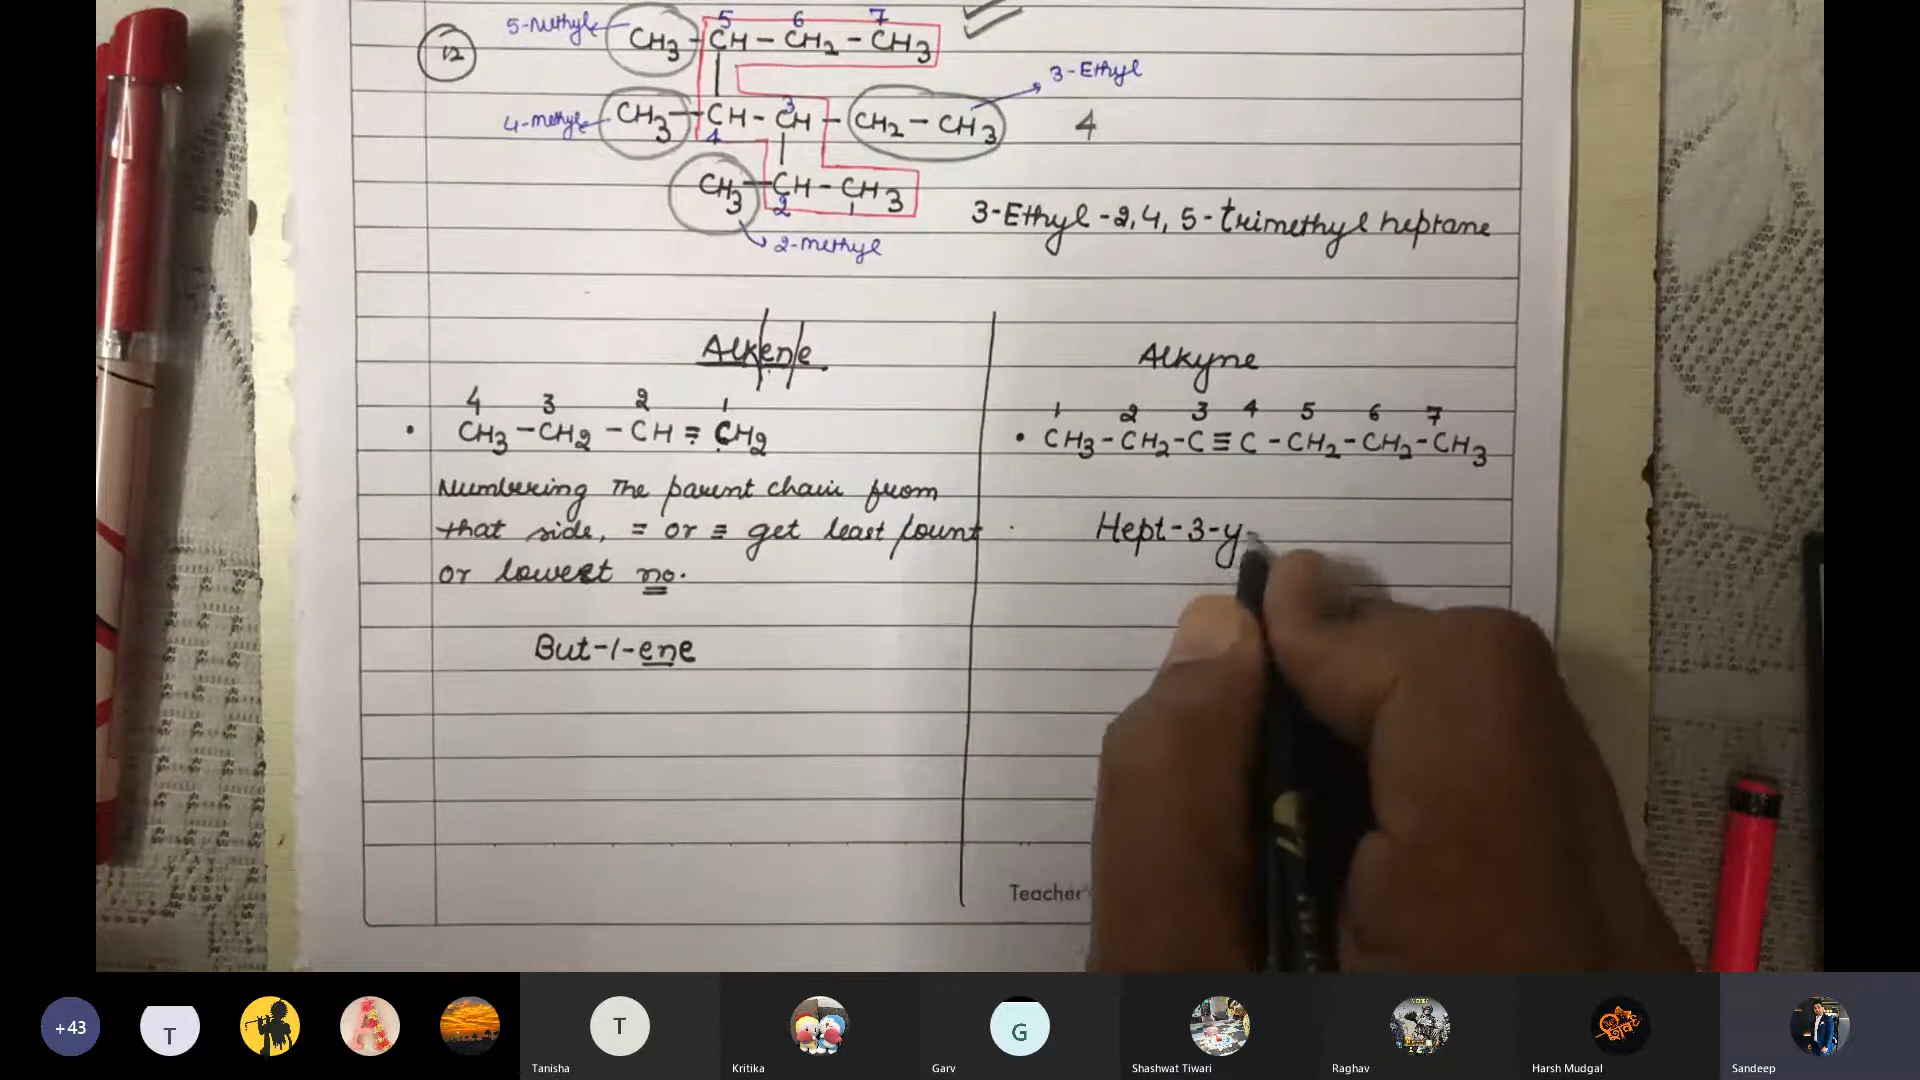 12
5-Methyl
5 6 7
CH3 - CH - CH2 - CH3
3-Ethyl
4-methyl
3
CH3 - CH - CH - CH2 - CH3
4
4
CH3 - CH - CH3
2 1
2-methyl
3-Ethyl-2,4, 5-trimethyl heptane
Alkene
4 3 2 1
• CH3 - CH2 - CH = CH2
Numbering The parent chain from
that side, = or ≡ get least count
or lowest no.
But-1-ene
Alkyne
1 2 3 4 5 6 7
• CH3 - CH2 - C ≡ C - CH2 - CH2 - CH3
Hept-3-y
Teacher
+43
T
T
G
Tanisha
Kritika
Garv
Shashwat Tiwari
Raghav
Harsh Mudgal
Sandeep